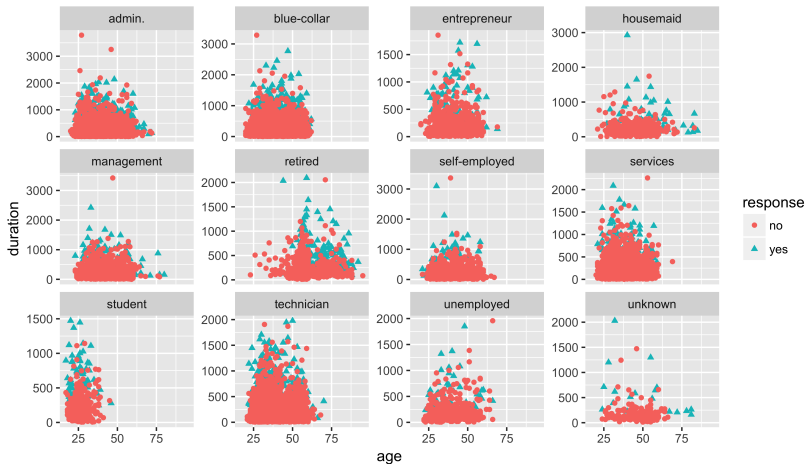 admin. blue-collar entrepreneur housemaid
3000 3000 1500 3000
2000 2000 1000 2000
1000 1000 500 1000
0 0 0 0
management retired self-employed services
3000 2000 3000 2000
2000 1500 2000 1500
1000 1000 1000 1000
500 500
0 0 0 0
duration
response
no
yes
student technician unemployed unknown
1500 2000 2000 2000
1000 1500 1500 1500
500 1000 1000 1000
500 500 500
0 0 0 0
25 50 75 25 50 75 25 50 75 25 50 75
age